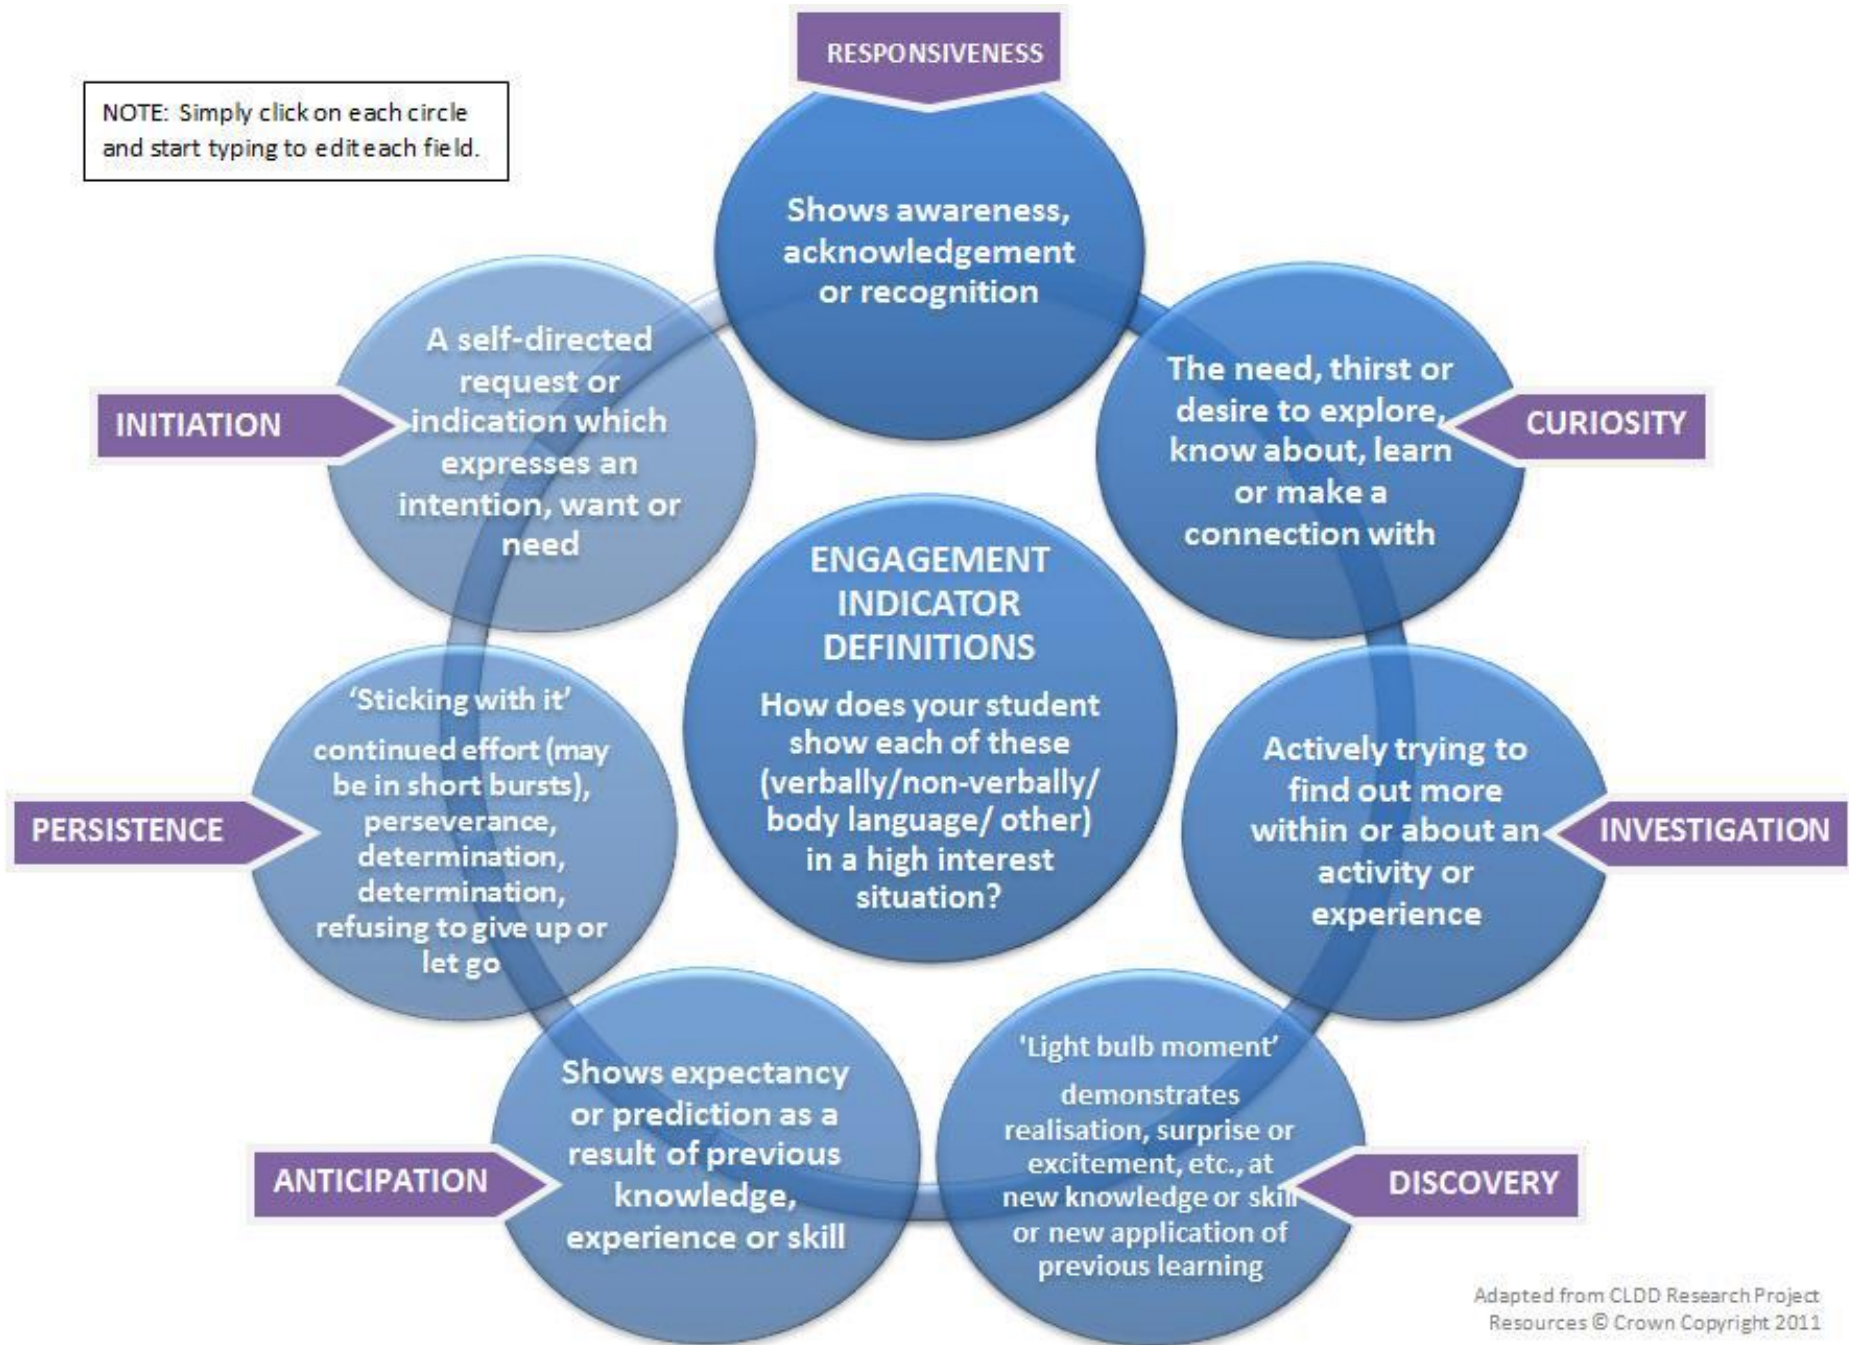 RESPONSIVENESS
NOTE: Simply click on each circle
and start typing to edit each field.
Shows awareness,
acknowledgement
or recognition
INITIATION
A self-directed
request or
indication which
expresses an
intention, want or
need
The need, thirst or
desire to explore,
know about, learn
or make a
connection with
CURIOSITY
ENGAGEMENT
INDICATOR
DEFINITIONS
How does your student
show each of these
(verbally/non-verbally/
body language/ other)
in a high interest
situation?
PERSISTENCE
'Sticking with it'
continued effort (may
be in short bursts),
perseverance,
determination,
determination,
refusing to give up or
let go
Actively trying to
find out more
within or about an
activity or
experience
INVESTIGATION
ANTICIPATION
Shows expectancy
or prediction as a
result of previous
knowledge,
experience or skill
'Light bulb moment'
demonstrates
realisation, surprise or
excitement, etc., at
new knowledge or skill
or new application of
previous learning
DISCOVERY
Adapted from CLDD Research Project
Resources © Crown Copyright 2011